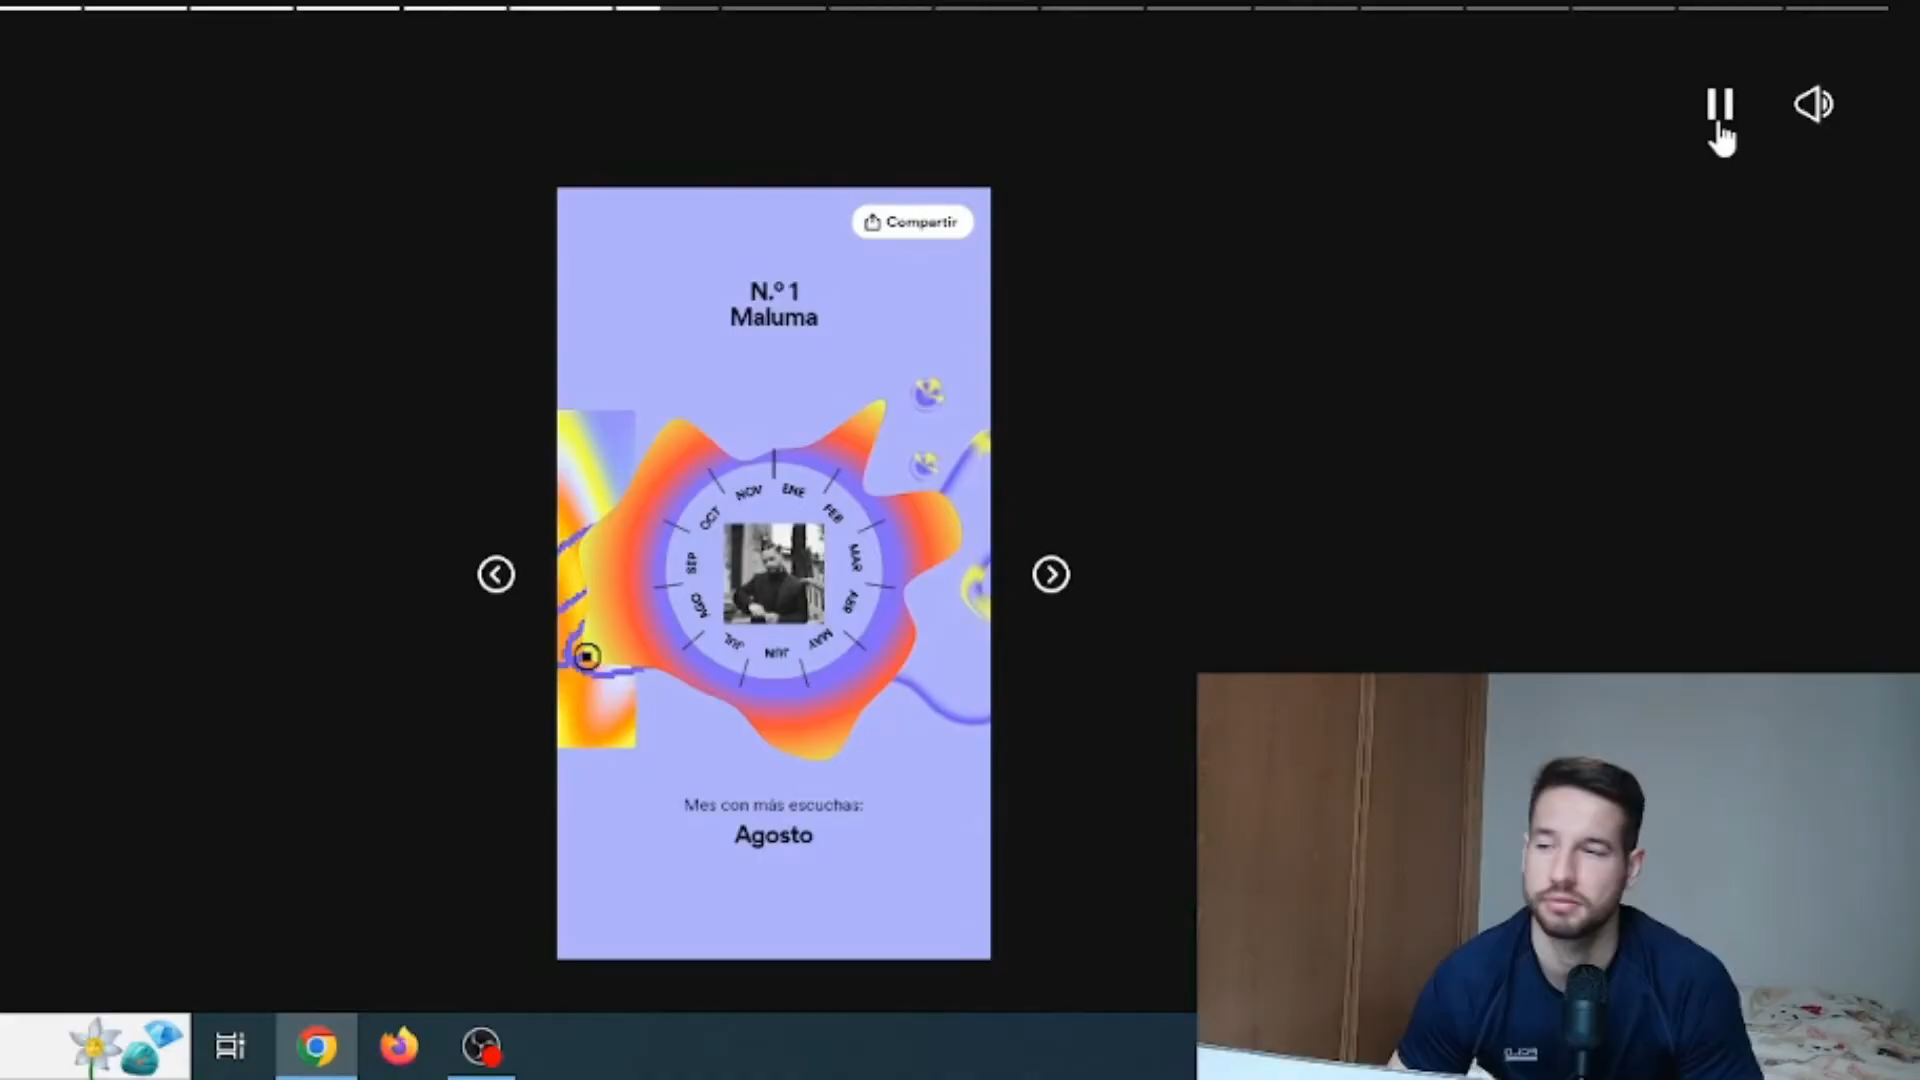 Compartir
N.º 1
Maluma
ENE
FEB
MAR
ABR
MAY
JUN
JUL
AGO
SEP
OCT
NOV
Mes con más escuchas:
Agosto